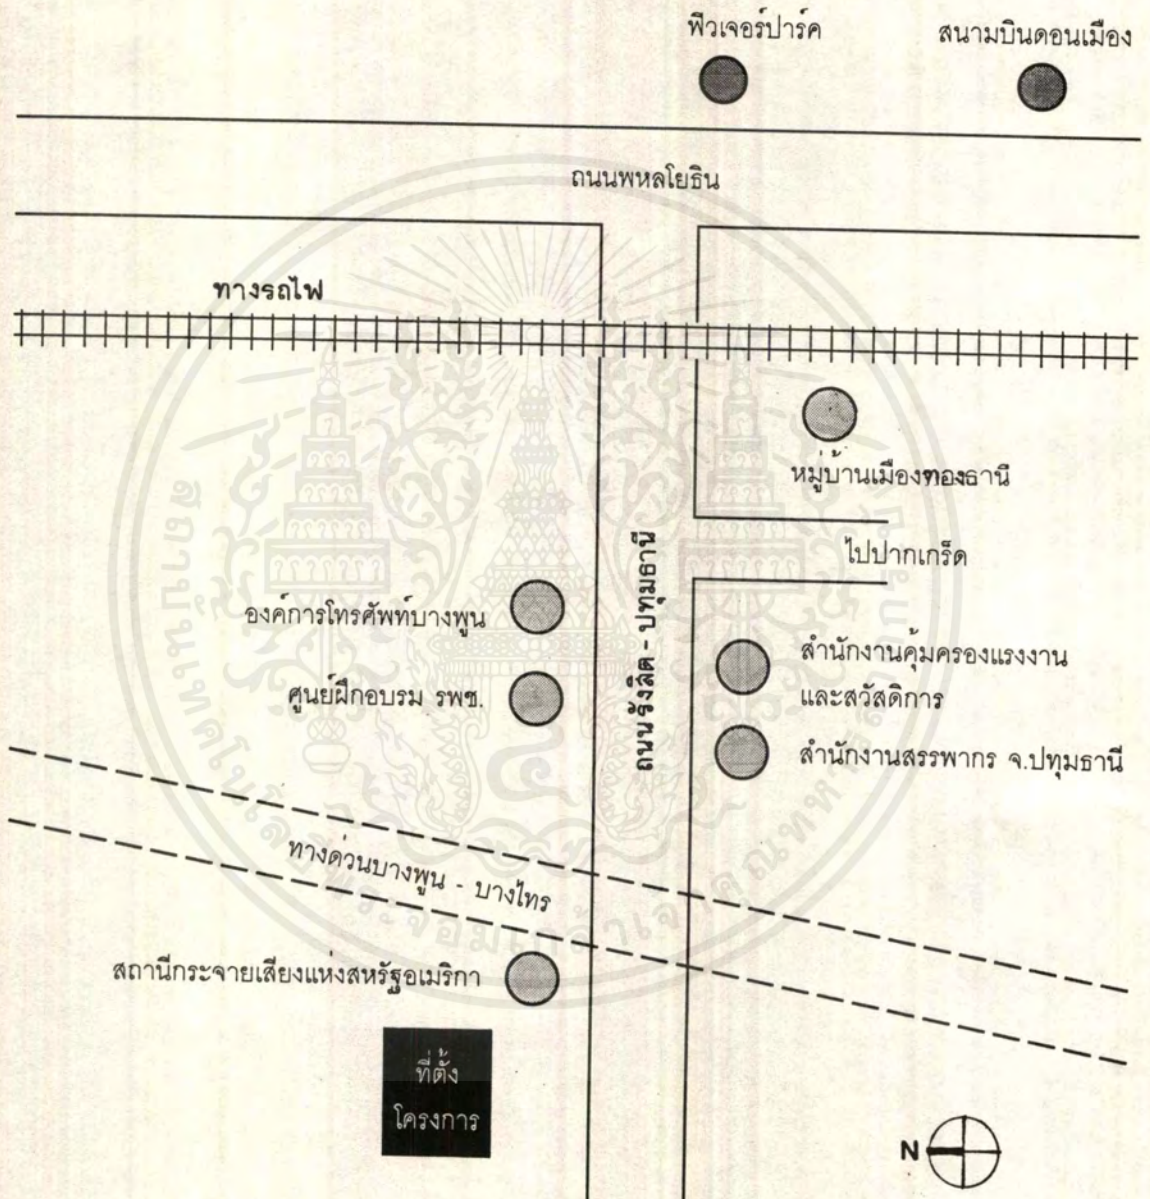 ฟิวเจอร์ปาร์ค
สนามบินดอนเมือง
ถนนพหลโยธิน
ทางรถไฟ
หมู่บ้านเมืองทองธานี
ไปปากเกร็ด
ถนนรังสิต - ปทุมธานี
องค์การโทรศัพท์บางพูน
ศูนย์ฝึกอบรม รพช.
สำนักงานคุ้มครองแรงงาน
และสวัสดิการ
สำนักงานสรรพากร จ.ปทุมธานี
ทางด่วนบางพูน - บางไทร
สถานีกระจายเสียงแห่งสหรัฐอเมริกา
ที่ตั้ง
โครงการ
N